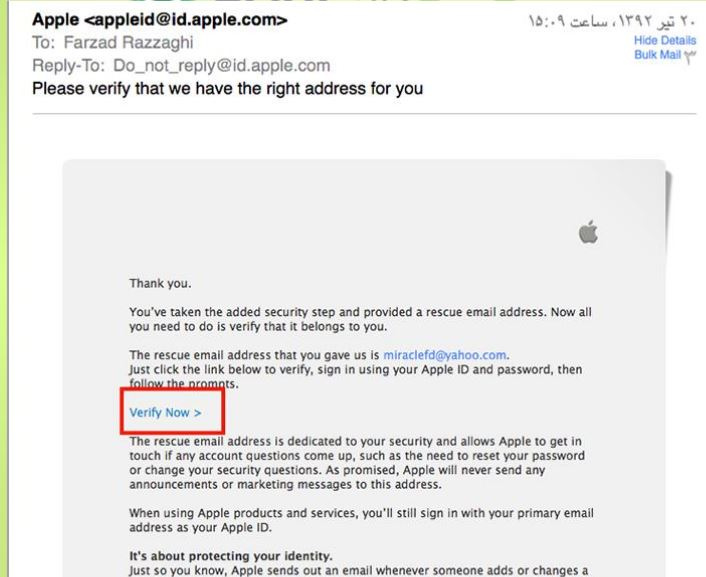 Apple <appleid@id.apple.com>
۲۰ تیر ۱۳۹۲، ساعت ۱۵:۰۹
To: Farzad Razzaghi
Hide Details
Reply-To: Do_not_reply@id.apple.com
Bulk Mail ۳
Please verify that we have the right address for you
Thank you.
You've taken the added security step and provided a rescue email address. Now all
you need to do is verify that it belongs to you.
The rescue email address that you gave us is miraclefd@yahoo.com.
Just click the link below to verify, sign in using your Apple ID and password, then
follow the prompts.
Verify Now >
The rescue email address is dedicated to your security and allows Apple to get in
touch if any account questions come up, such as the need to reset your password
or change your security questions. As promised, Apple will never send any
announcements or marketing messages to this address.
When using Apple products and services, you'll still sign in with your primary email
address as your Apple ID.
It's about protecting your identity.
Just so you know, Apple sends out an email whenever someone adds or changes a